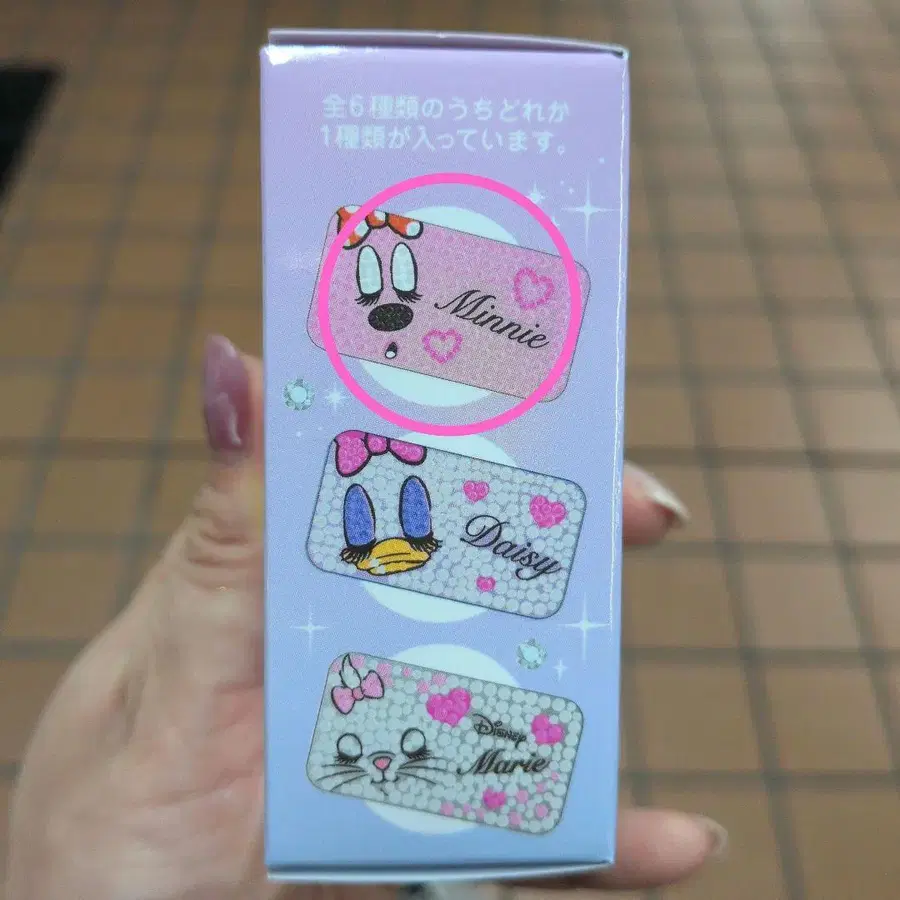 全6種類のうちどれか
1種類が入っています。
Minnie
Daisy
Disney
Marie